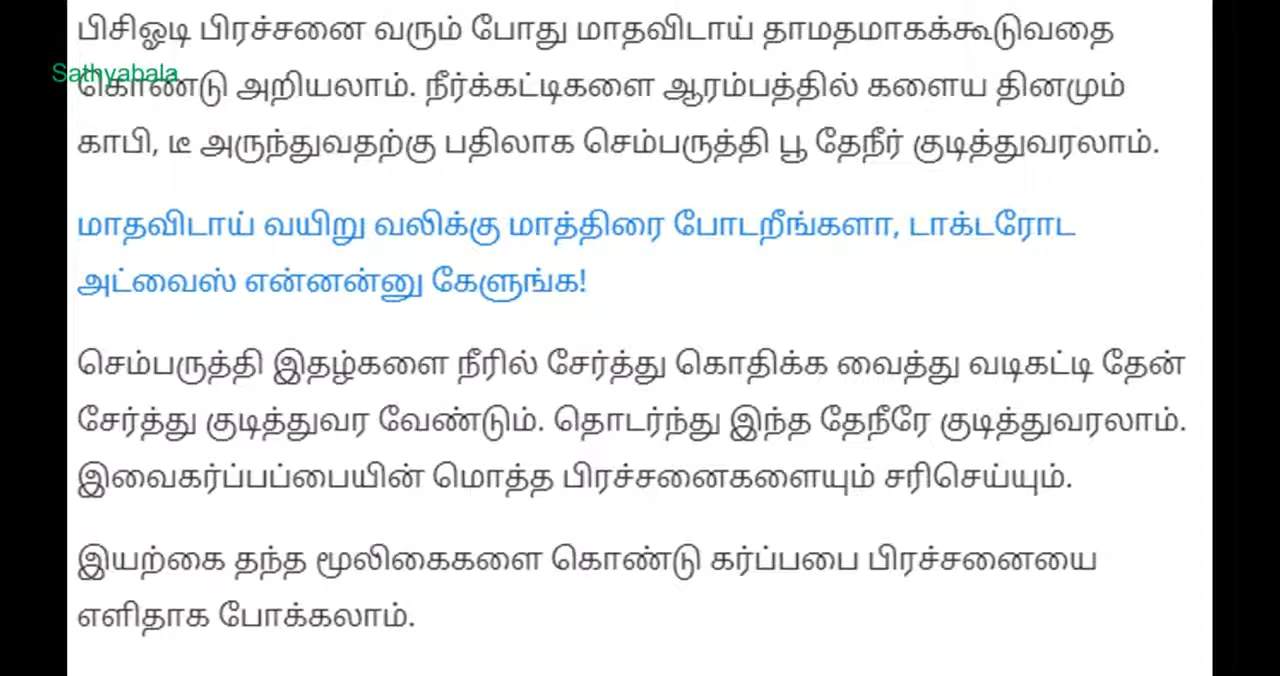 பிசிஓடி பிரச்சனை வரும் போது மாதவிடாய் தாமதமாகக்கூடுவதை
Sathyabala
கொண்டு அறியலாம். நீர்க்கட்டிகளை ஆரம்பத்தில் களைய தினமும்
காபி, டீ அருந்துவதற்கு பதிலாக செம்பருத்தி பூ தேநீர் குடித்துவரலாம்.
மாதவிடாய் வயிறு வலிக்கு மாத்திரை போடறீங்களா, டாக்டரோட
அட்வைஸ் என்னன்னு கேளுங்க!
செம்பருத்தி இதழ்களை நீரில் சேர்த்து கொதிக்க வைத்து வடிகட்டி தேன்
சேர்த்து குடித்துவர வேண்டும். தொடர்ந்து இந்த தேநீரே குடித்துவரலாம்.
இவைகர்ப்பப்பையின் மொத்த பிரச்சனைகளையும் சரிசெய்யும்.
இயற்கை தந்த மூலிகைகளை கொண்டு கர்ப்பபை பிரச்சனையை
எளிதாக போக்கலாம்.